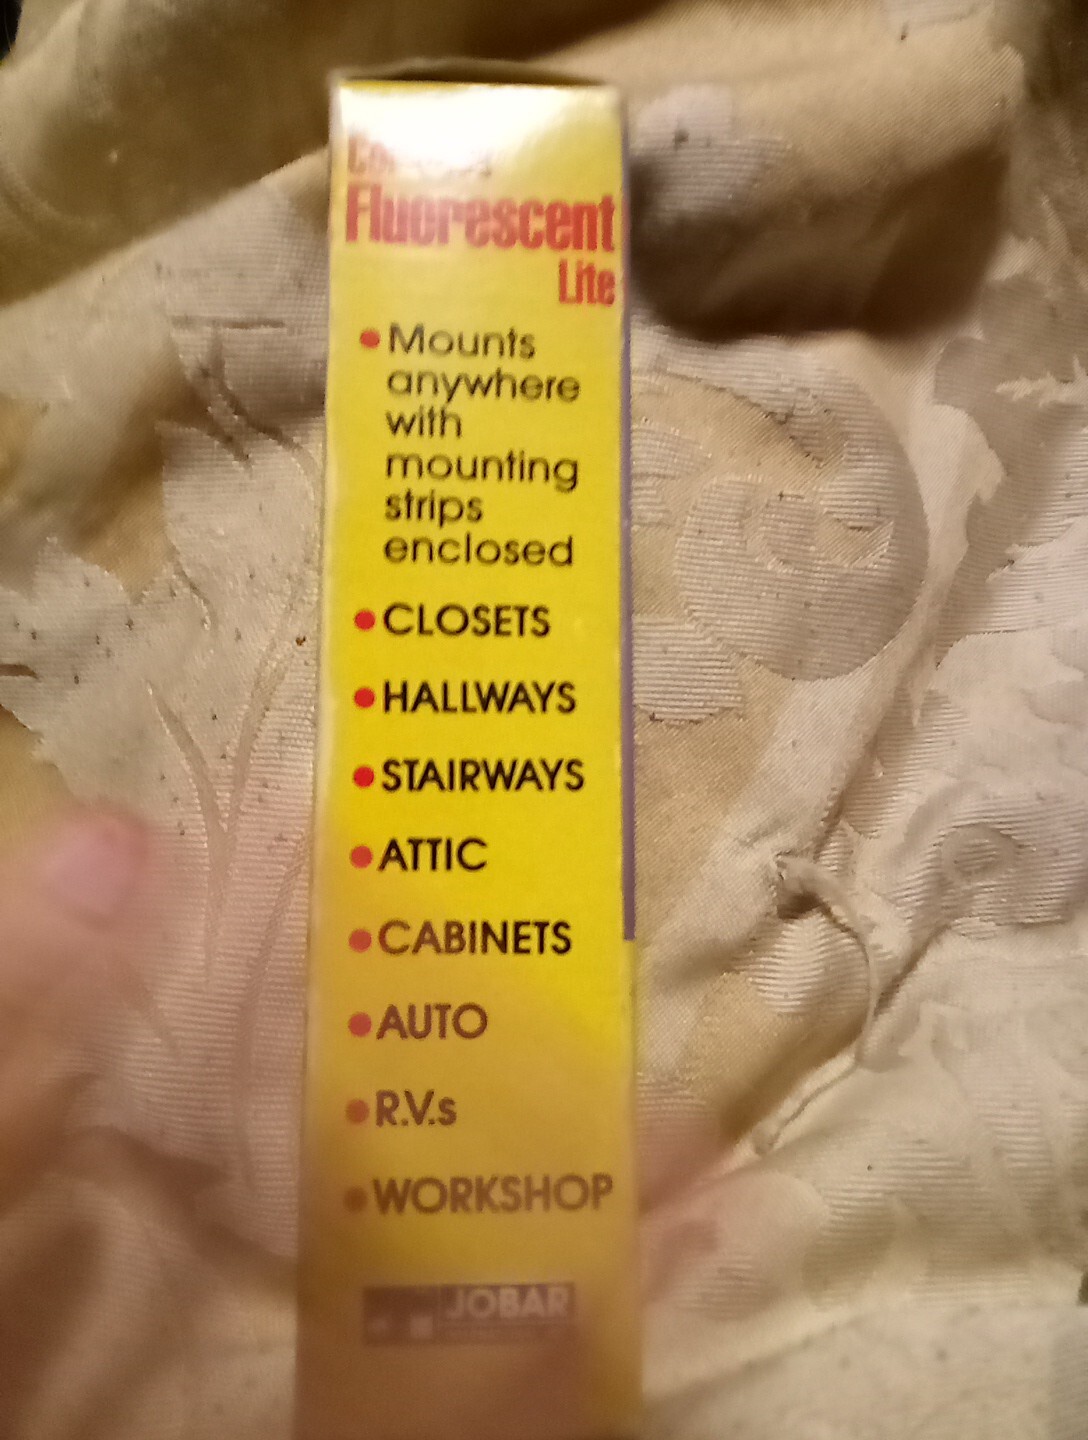 Fluorescent
Lite
• Mounts
anywhere
with
mounting
strips
enclosed
• CLOSETS
• HALLWAYS
• STAIRWAYS
• ATTIC
• CABINETS
• AUTO
• R.V.s
• WORKSHOP
JOBAR